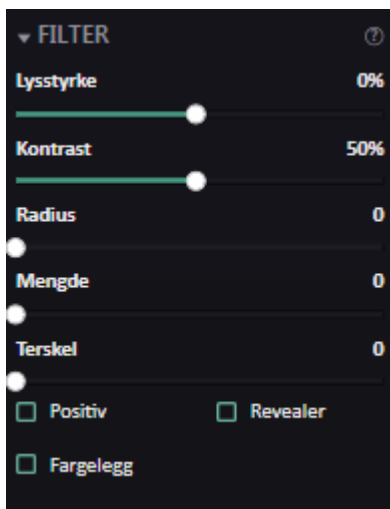 FILTER ?
Lysstyrke 0%
Kontrast 50%
Radius 0
Mengde 0
Terskel 0
Positiv Revealer
Fargelegg